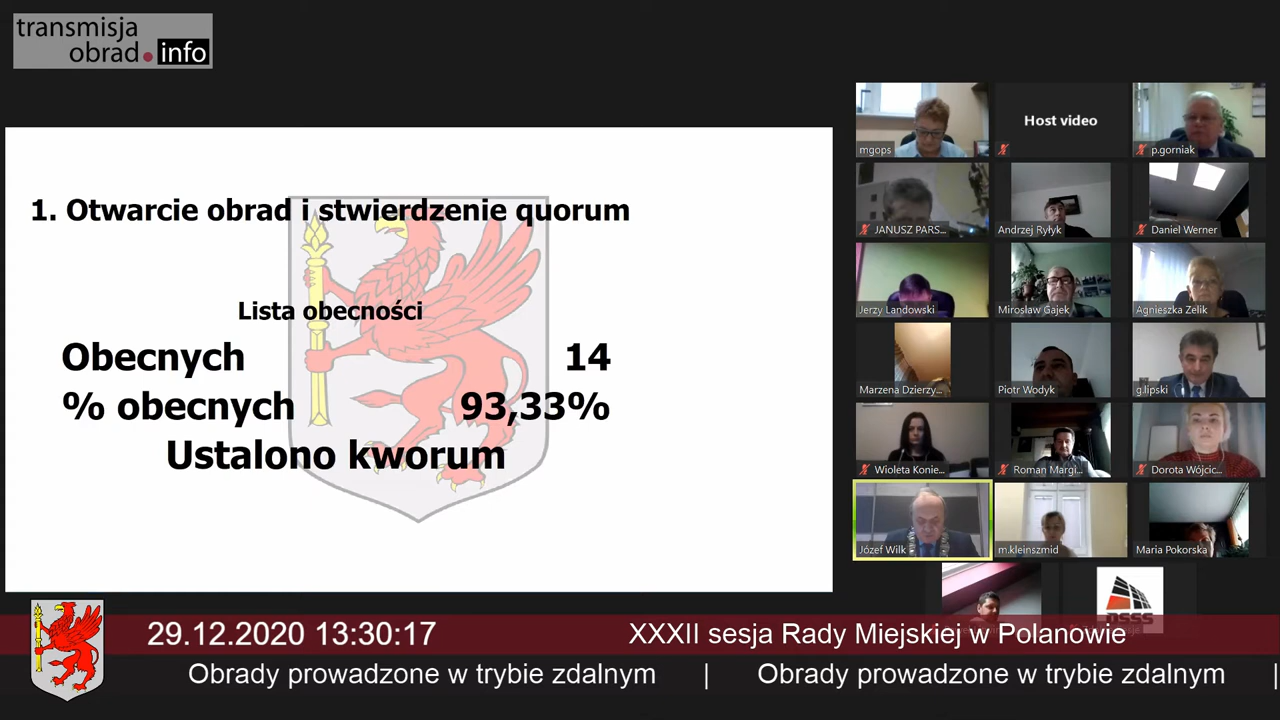 transmisja
obrad.info
1. Otwarcie obrad i stwierdzenie quorum
Lista obecności
Obecnych 14
% obecnych 93,33%
Ustalono kworum
mgops
Host video
p.gorniak
JANUSZ PARS...
Andrzej Ryłyk
Daniel Werner
Jerzy Landowski
Mirosław Gajek
Agnieszka Zelik
Marzena Dzierzy...
Piotr Wodyk
g.lipski
Wioleta Konie...
Roman Margi...
Dorota Wójcic...
Józef Wilk
m.kleinszmid
Maria Pokorska
29.12.2020 13:30:17
XXXII sesja Rady Miejskiej w Polanowie
Obrady prowadzone w trybie zdalnym | Obrady prowadzone w trybie zdalnym |